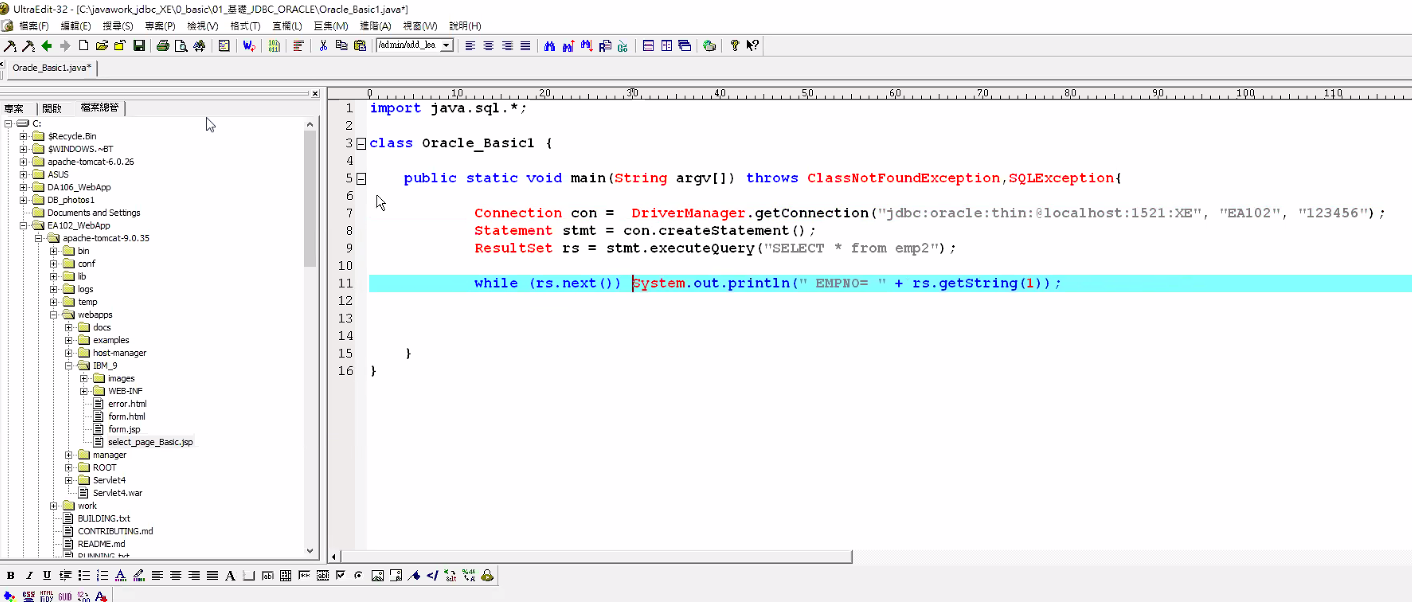 UltraEdit-32 - [C:\javawork_jdbc_XE\0_basic\01_基礎_JDBC_ORACLE\Oracle_Basic1.java*]
檔案(F) 編輯(E) 搜尋(S) 專案(P) 檢視(V) 格式(T) 直欄(L) 巨集(M) 進階(A) 視窗(W) 說明(H)
/admin/add_lea
Oracle_Basic1.java*
專案 開啟 檔案總管
0 10 20 30 40 50 60 70 80 90 100 110
C:
$Recycle.Bin
$WINDOWS.~BT
apache-tomcat-6.0.26
ASUS
DA106_WebApp
DB_photos1
Documents and Settings
EA102_WebApp
apache-tomcat-9.0.35
bin
conf
lib
logs
temp
webapps
docs
examples
host-manager
IBM_9
images
WEB-INF
error.html
form.html
form.jsp
select_page_Basic.jsp
manager
ROOT
Servlet4
Servlet4.war
work
BUILDING.txt
CONTRIBUTING.md
README.md
RUNNING.txt
1 import java.sql.*;
2
3 class Oracle_Basic1 {
4
5 public static void main(String argv[]) throws ClassNotFoundException,SQLException{
6
7 Connection con = DriverManager.getConnection("jdbc:oracle:thin:@localhost:1521:XE", "EA102", "123456");
8 Statement stmt = con.createStatement();
9 ResultSet rs = stmt.executeQuery("SELECT * from emp2");
10
11 while (rs.next()) System.out.println(" EMPNO= " + rs.getString(1));
12
13
14
15 }
16 }